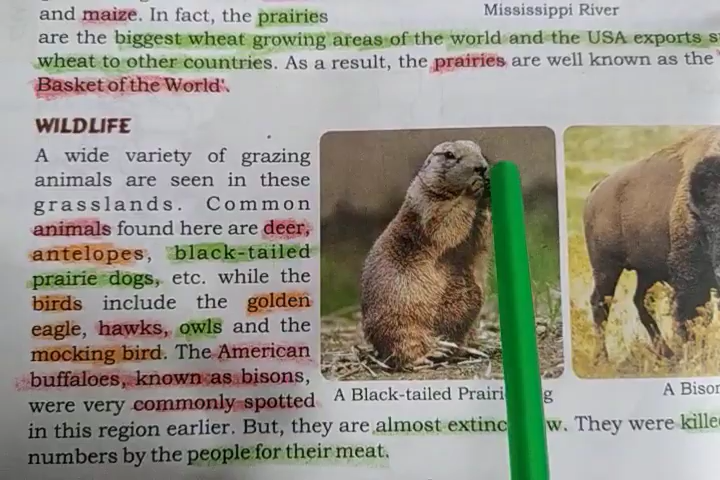 and maize. In fact, the prairies
Mississippi River
are the biggest wheat growing areas of the world and the USA exports
wheat to other countries. As a result, the prairies are well known as the
Basket of the World'.
WILDLIFE
A wide variety of grazing
animals are seen in these
grasslands. Common
animals found here are deer,
antelopes, black-tailed
prairie dogs, etc. while the
birds include the golden
eagle, hawks, owls and the
mocking bird. The American
buffaloes, known as bisons,
were very commonly spotted
A Black-tailed
A
in this region earlier. But, they are almost They were
numbers by the people for their meat.